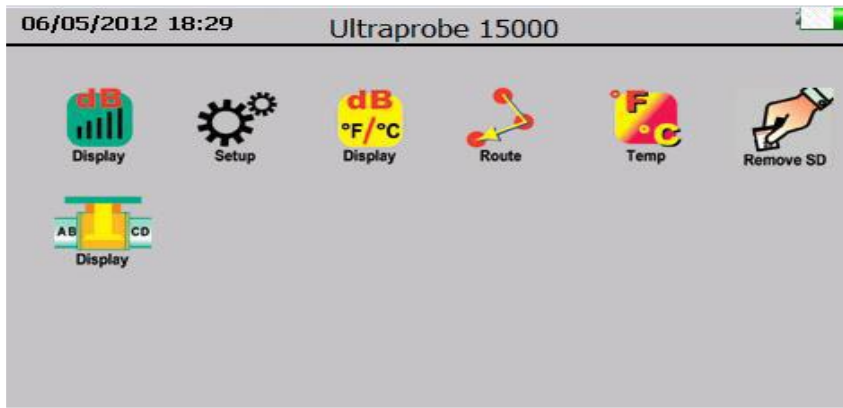 06/05/2012 18:29 Ultraprobe 15000
dB dB °F °C
°F/°C
Display Setup Display Route Temp Remove SD
AB CD
Display